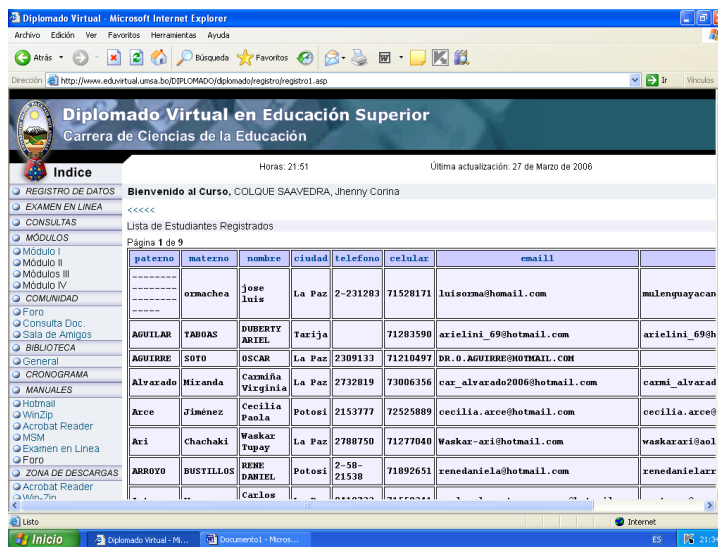 Diplomado Virtual - Microsoft Internet Explorer
Archivo Edición Ver Favoritos Herramientas Ayuda
Atrás Búsqueda Favoritos
Dirección http://www.eduvirtual.umsa.bo/DIPLOMADO/diplomado/registro/registro1.asp Ir Vínculos
Diplomado Virtual en Educación Superior
Carrera de Ciencias de la Educación
Indice
Horas: 21:51 Última actualización: 27 de Marzo de 2006
REGISTRO DE DATOS
EXAMEN EN LINEA
CONSULTAS
MÓDULOS
Módulo I
Módulo II
Módulos III
Módulo IV
COMUNIDAD
Foro
Consulta Doc.
Sala de Amigos
BIBLIOTECA
General
CRONOGRAMA
MANUALES
Hotmail
WinZip
Acrobat Reader
MSM
Examen en Linea
Foro
ZONA DE DESCARGAS
Acrobat Reader
Win-Zip
Bienvenido al Curso, COLQUE SAAVEDRA, Jhenny Corina
<<<<<
Lista de Estudiantes Registrados
Página 1 de 9
paterno materno nombre ciudad telefono celular email1
-------- -------- -------- ----- ormachea jose luis La Paz 2-231283 71528171 luisorma@homail.com mulenguayacan
AGUILAR TABOAS DUBERTY ARIEL Tarija 71283590 arielini_69@hotmail.com arielini_69@h
AGUIRRE SOTO OSCAR La Paz 2309133 71210497 DR.O.AGUIRRE@HOTMAIL.COM
Alvarado Miranda Carmiña Virginia La Paz 2732819 73006356 car_alvarado2006@hotmail.com carmi_alvarad
Arce Jiménez Cecilia Paola Potosi 2153777 72525889 cecilia.arce@hotmail.com cecilia.arce@
Ari Chachaki Waskar Tupay La Paz 2788750 71277040 Waskar-ari@hotmail.com waskarari@aol
ARROYO BUSTILLOS RENE DANIEL Potosi 2-58-21538 71892651 renedaniela@hotmail.com renedanielarr
Carlos
Listo Internet
Inicio Diplomado Virtual - Mi... Documento1 - Micros... ES 21:34